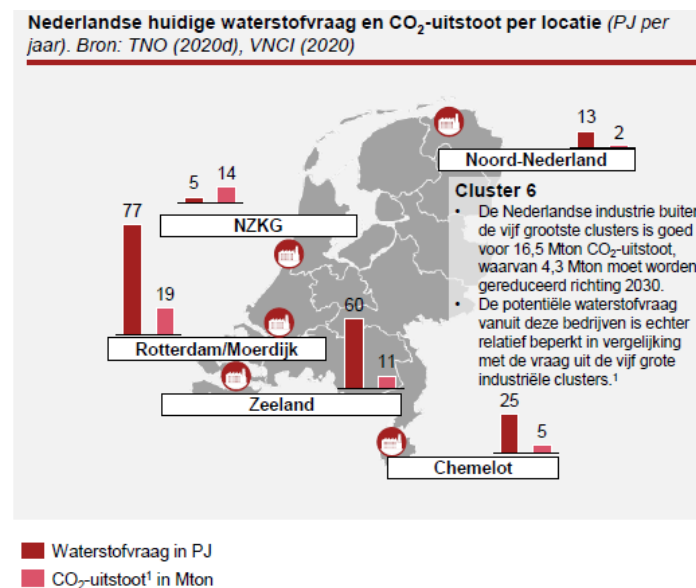 Nederlandse huidige waterstofvraag en CO₂-uitstoot per locatie (PJ per
jaar). Bron: TNO (2020d), VNCI (2020)
13
2
Noord-Nederland
5
14
NZKG
77
19
Rotterdam/Moerdijk
60
11
Zeeland
Cluster 6
• De Nederlandse industrie buiten
de vijf grootste clusters is goed
voor 16,5 Mton CO₂-uitstoot,
waarvan 4,3 Mton moet worden
gereduceerd richting 2030.
• De potentiële waterstofvraag
vanuit deze bedrijven is echter
relatief beperkt in vergelijking
met de vraag uit de vijf grote
industriële clusters.¹
25
5
Chemelot
Waterstofvraag in PJ
CO₂-uitstoot¹ in Mton